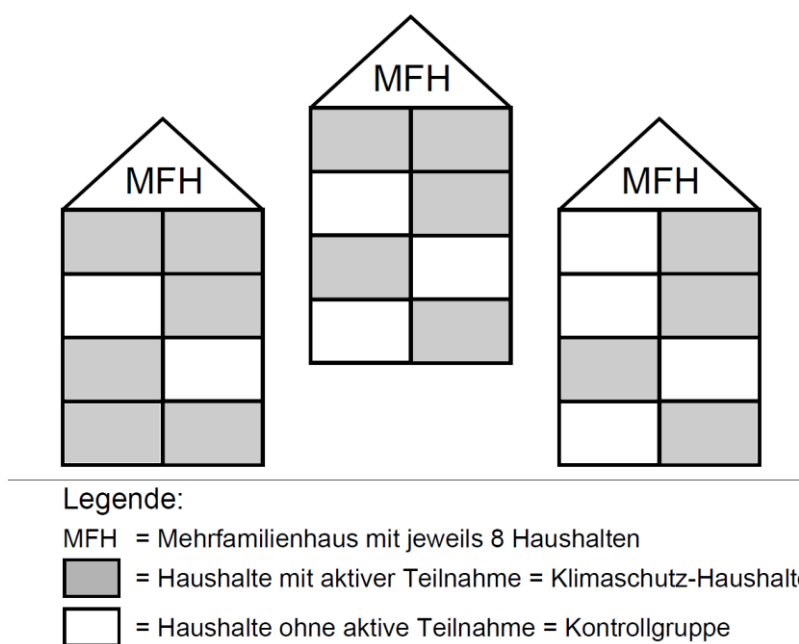 MFH
MFH
MFH
Legende:
MFH = Mehrfamilienhaus mit jeweils 8 Haushalten
= Haushalte mit aktiver Teilnahme = Klimaschutz-Haushalte
= Haushalte ohne aktive Teilnahme = Kontrollgruppe